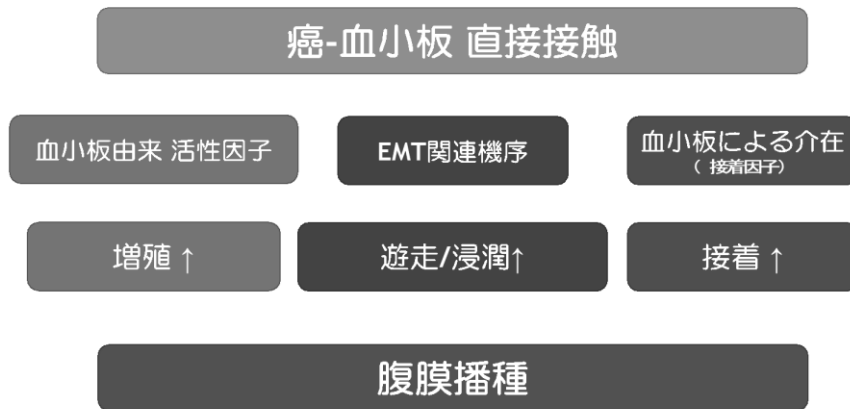 癌-血小板 直接接触
血小板由来 活性因子
EMT関連機序
血小板による介在
( 接着因子)
増殖 ↑
遊走/浸潤↑
接着 ↑
腹膜播種